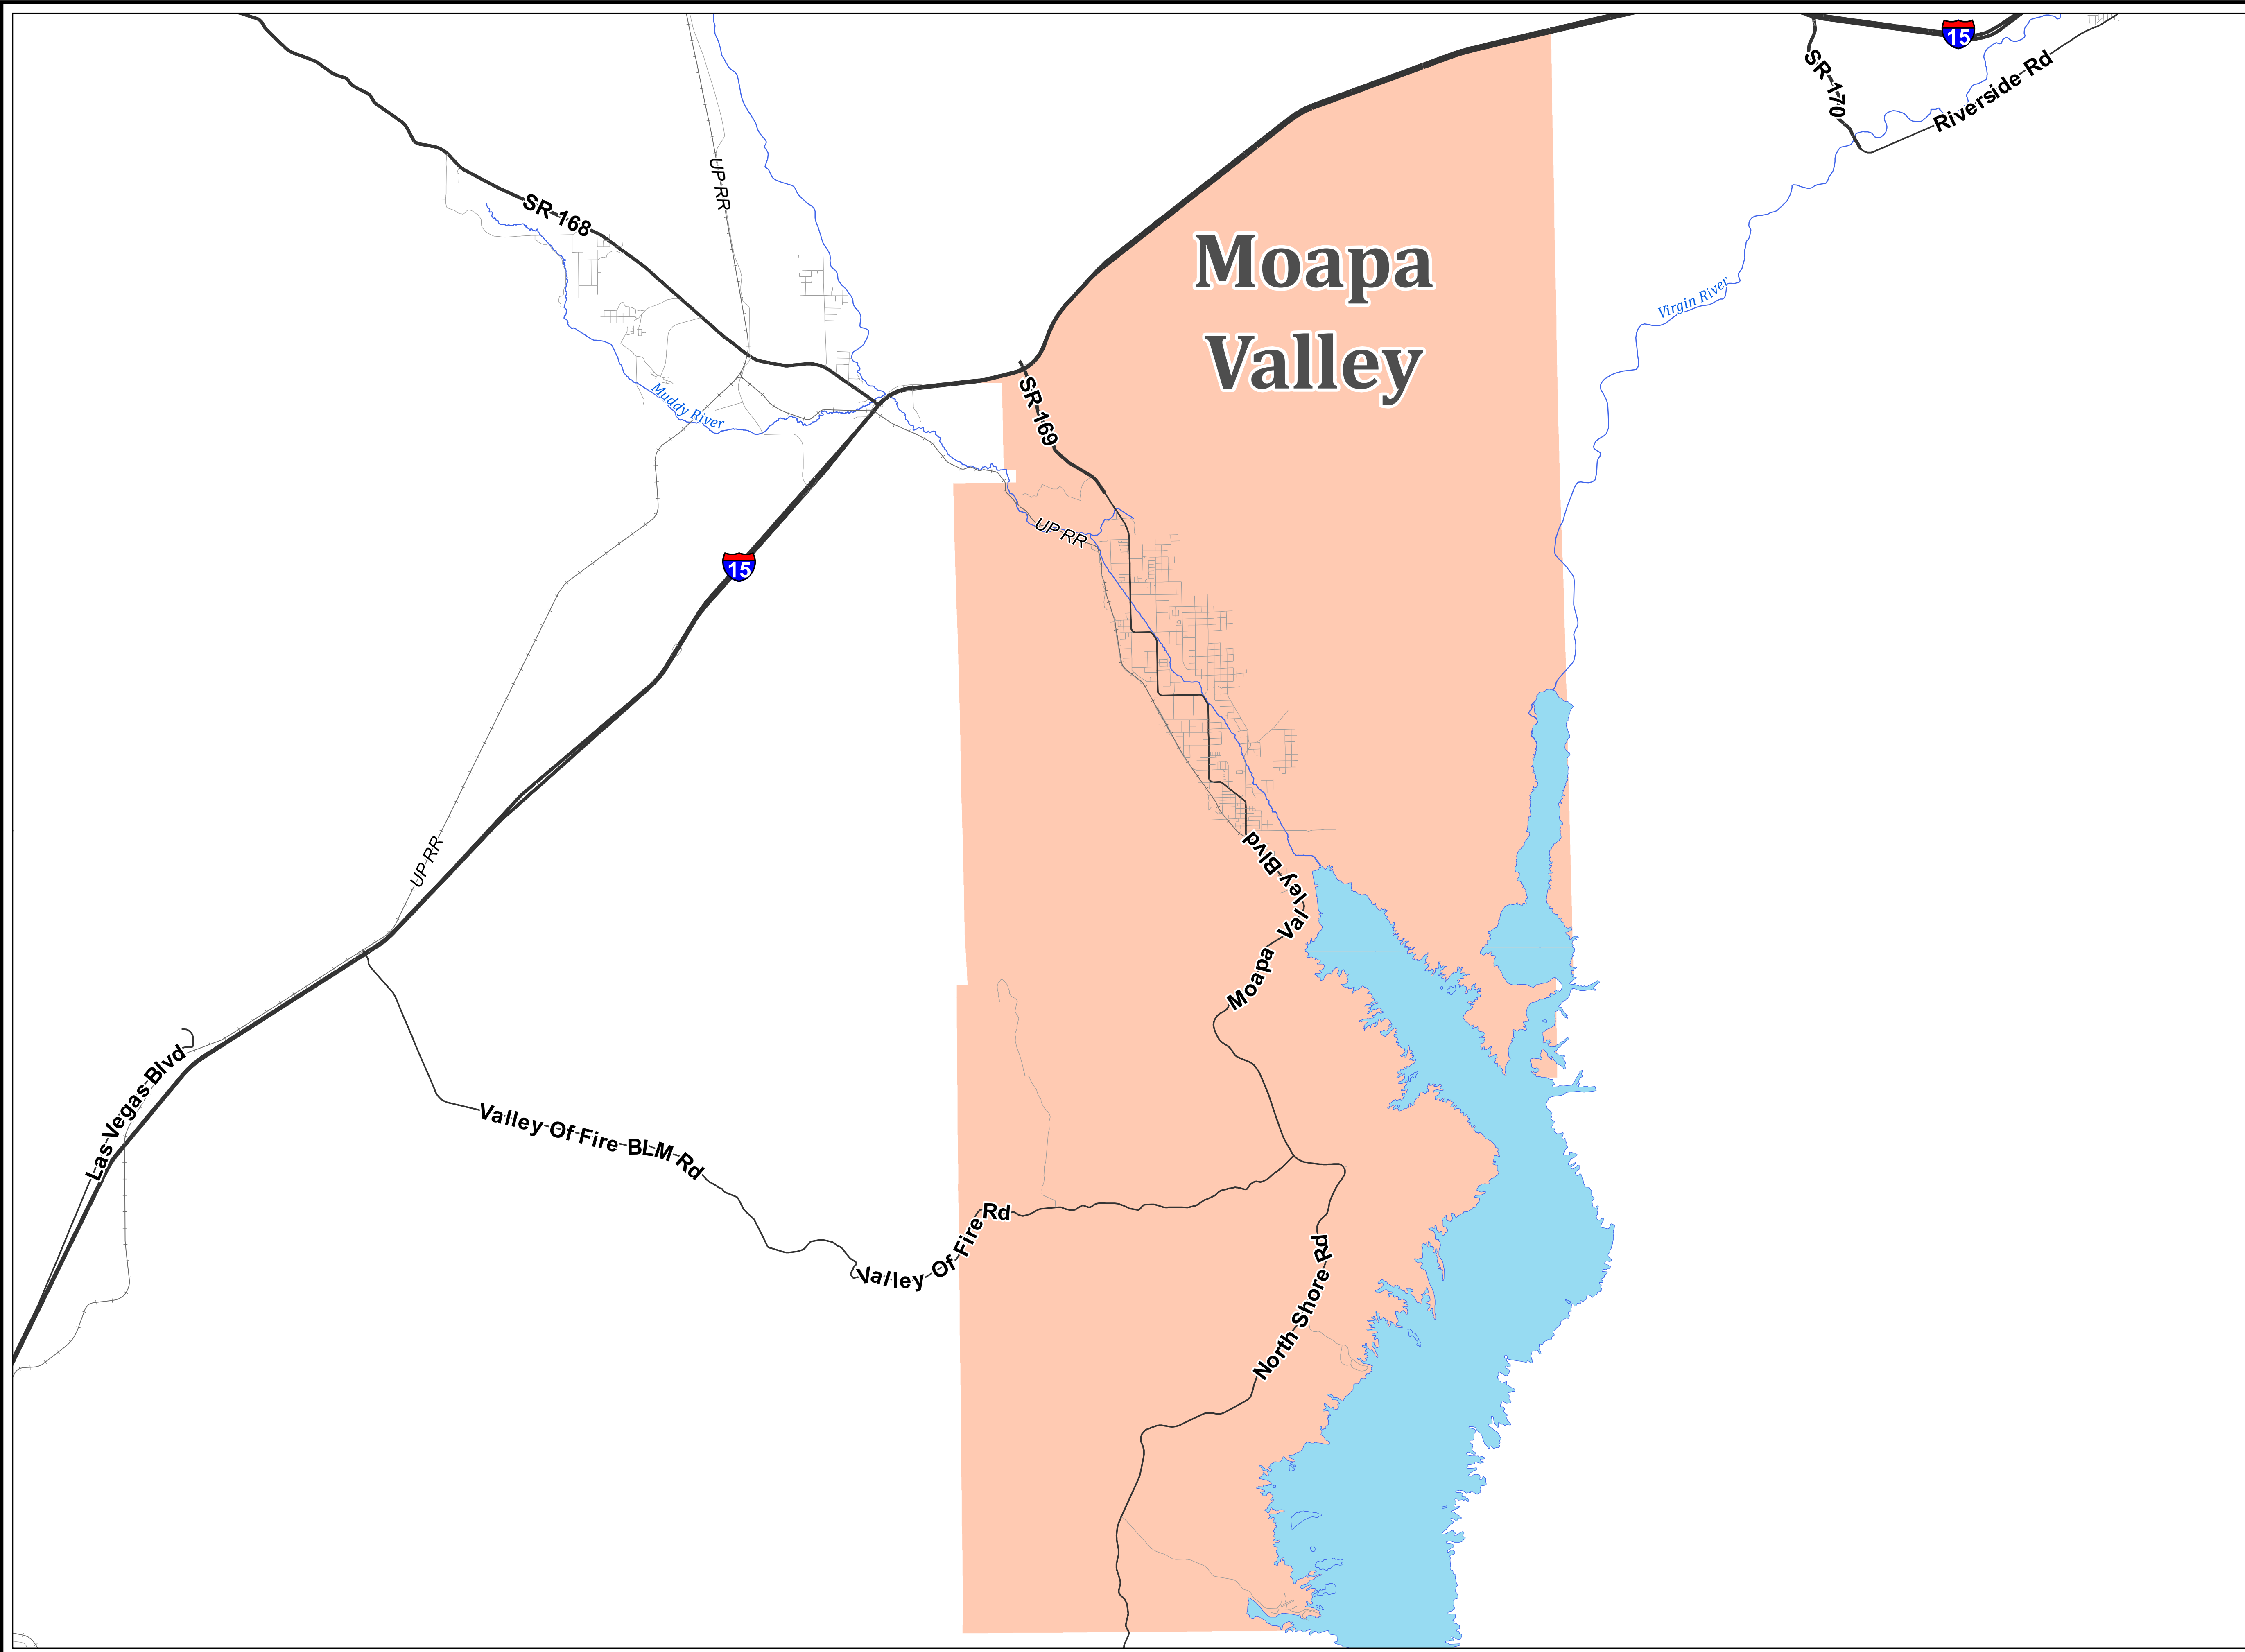 15
SR 170
Riverside Rd
UP RR
SR 168
Moapa
Valley
Virgin River
Muddy River
SR 169
UP RR
15
UP RR
Moapa Valley Blvd
Las Vegas Blvd
Valley Of Fire BLM Rd
Valley Of Fire Rd
North Shore Rd